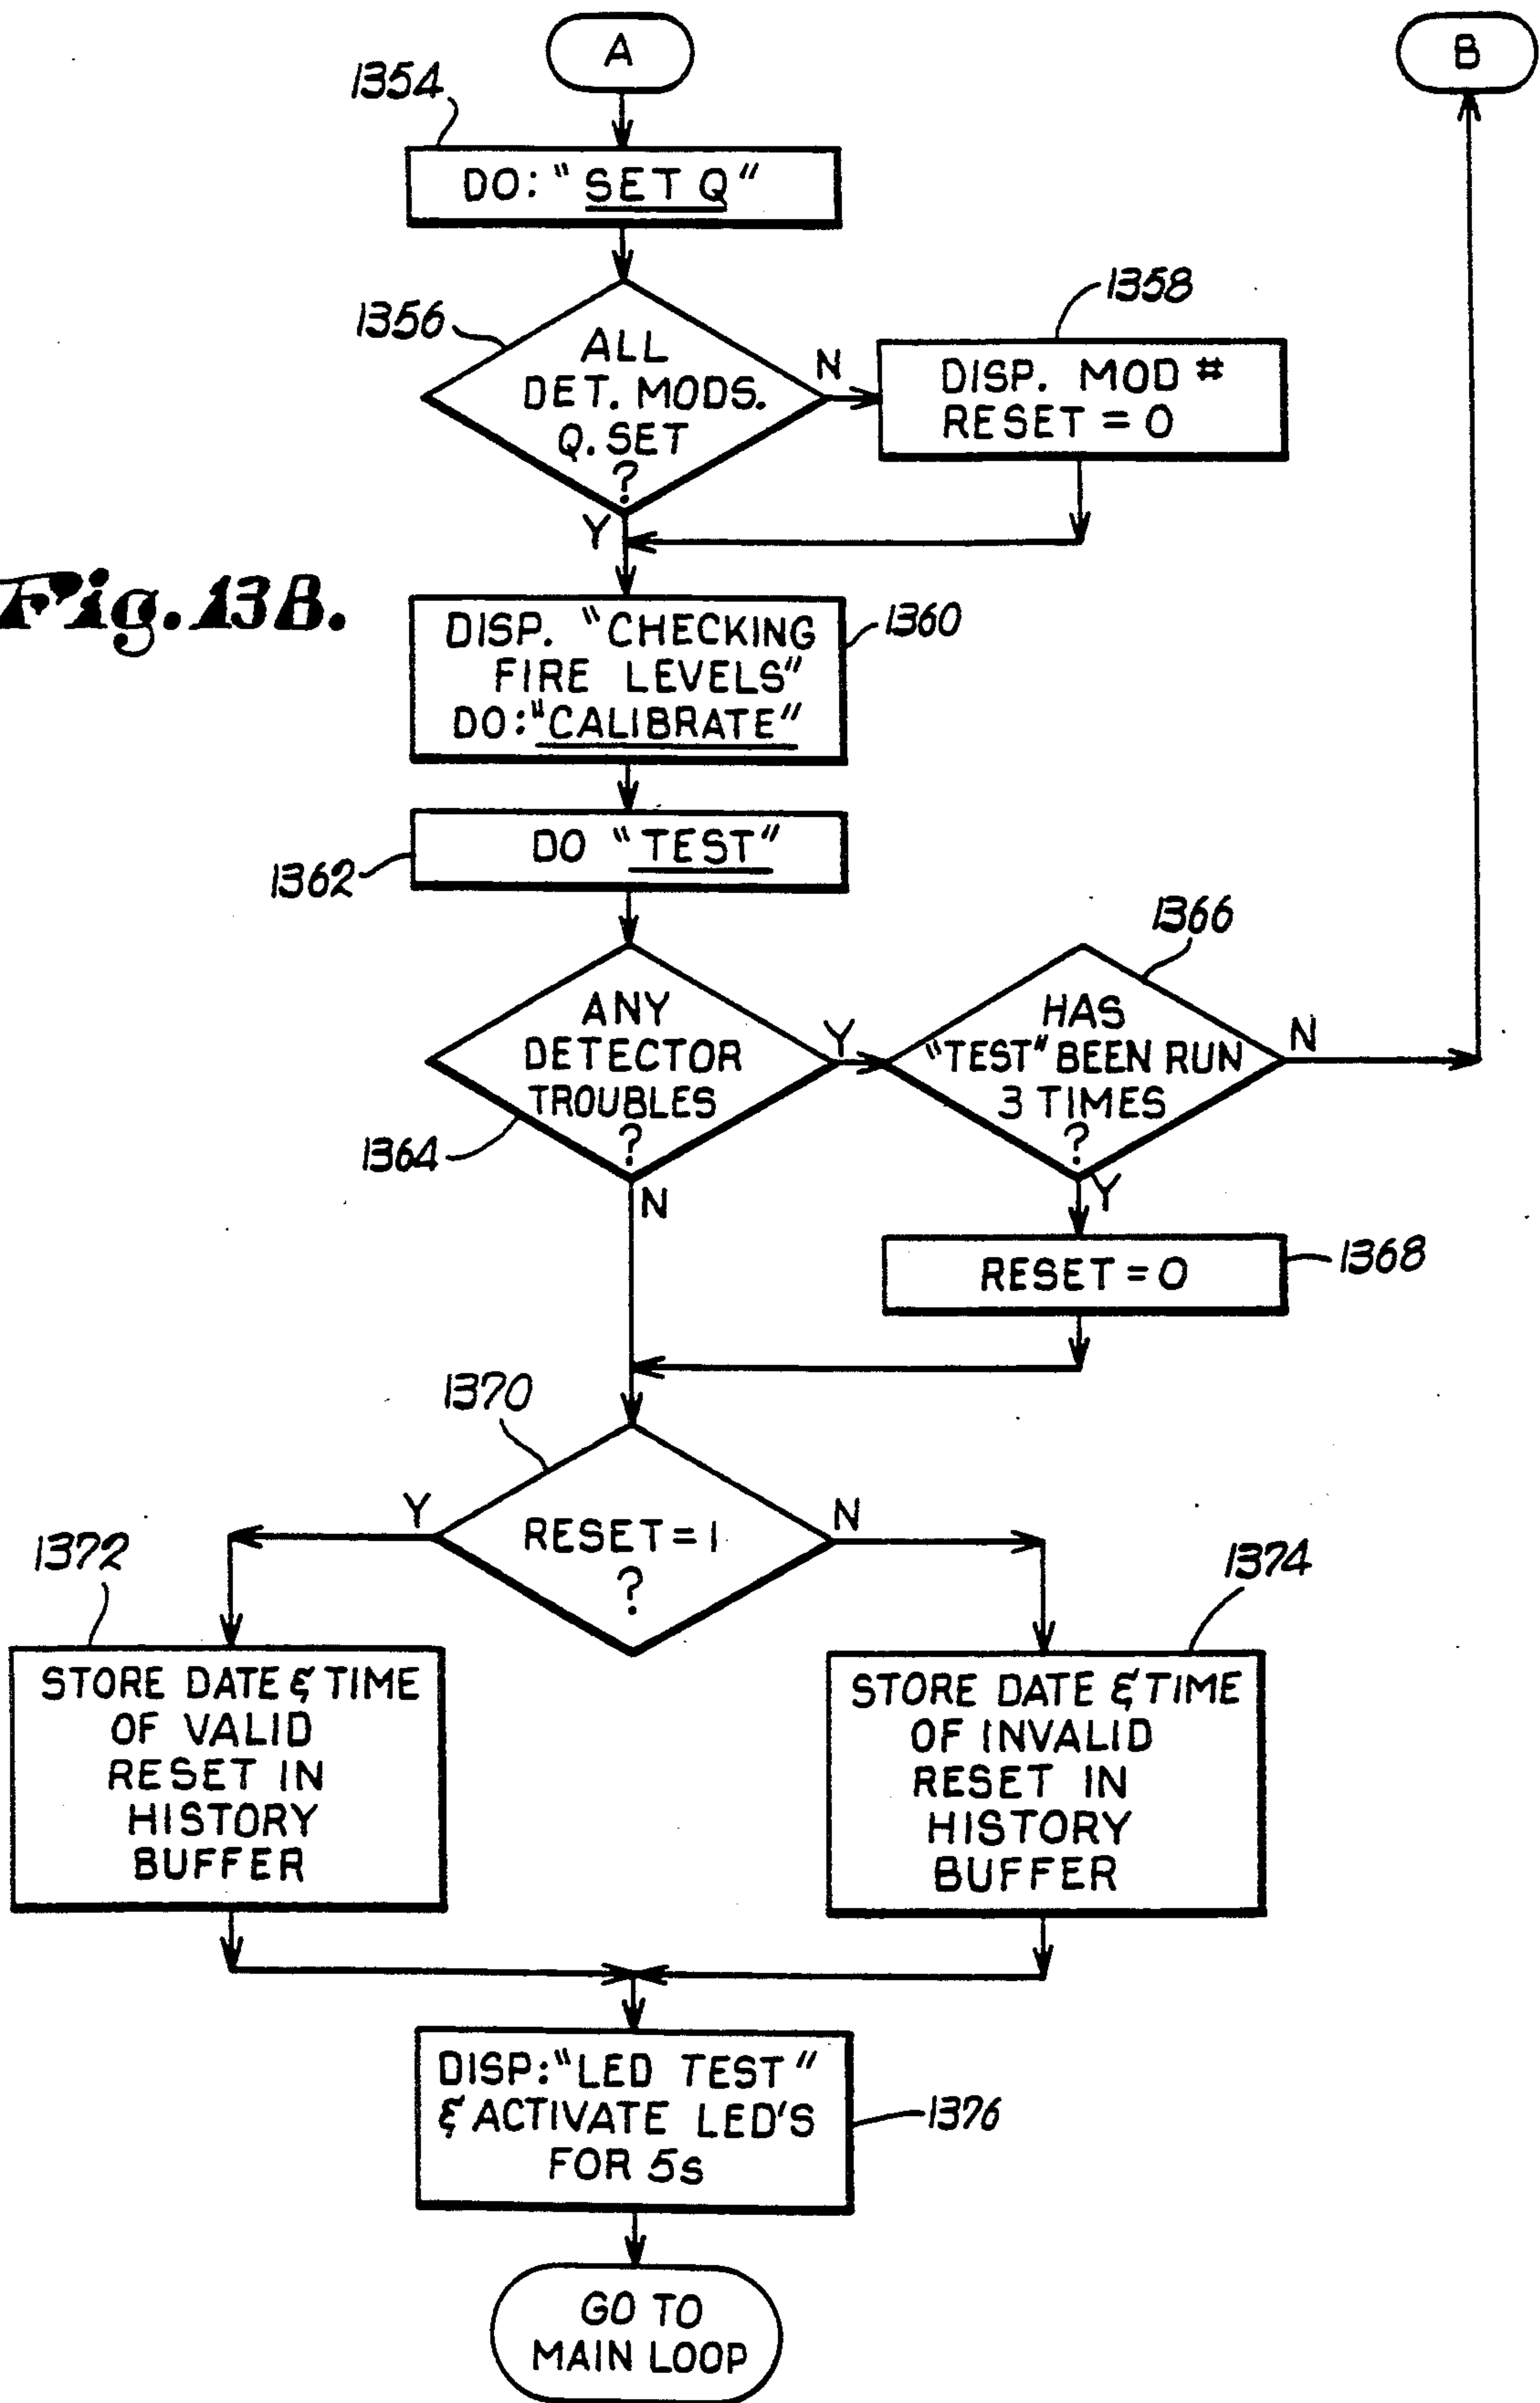 A
B
1354
DO: "SET Q"
1356
ALL
DET. MODS.
Q. SET
?
N
Y
1358
DISP. MOD #
RESET = 0
Fig. 13B.
DISP. "CHECKING
FIRE LEVELS"
DO: "CALIBRATE"
1360
DO "TEST"
1362
ANY
DETECTOR
TROUBLES
?
1364
Y
N
1366
HAS
"TEST" BEEN RUN
3 TIMES
?
N
Y
RESET = 0
1368
1370
RESET = 1
?
Y
N
1372
STORE DATE & TIME
OF VALID
RESET IN
HISTORY
BUFFER
1374
STORE DATE & TIME
OF INVALID
RESET IN
HISTORY
BUFFER
DISP: "LED TEST"
& ACTIVATE LED'S
FOR 5s
1376
GO TO
MAIN LOOP